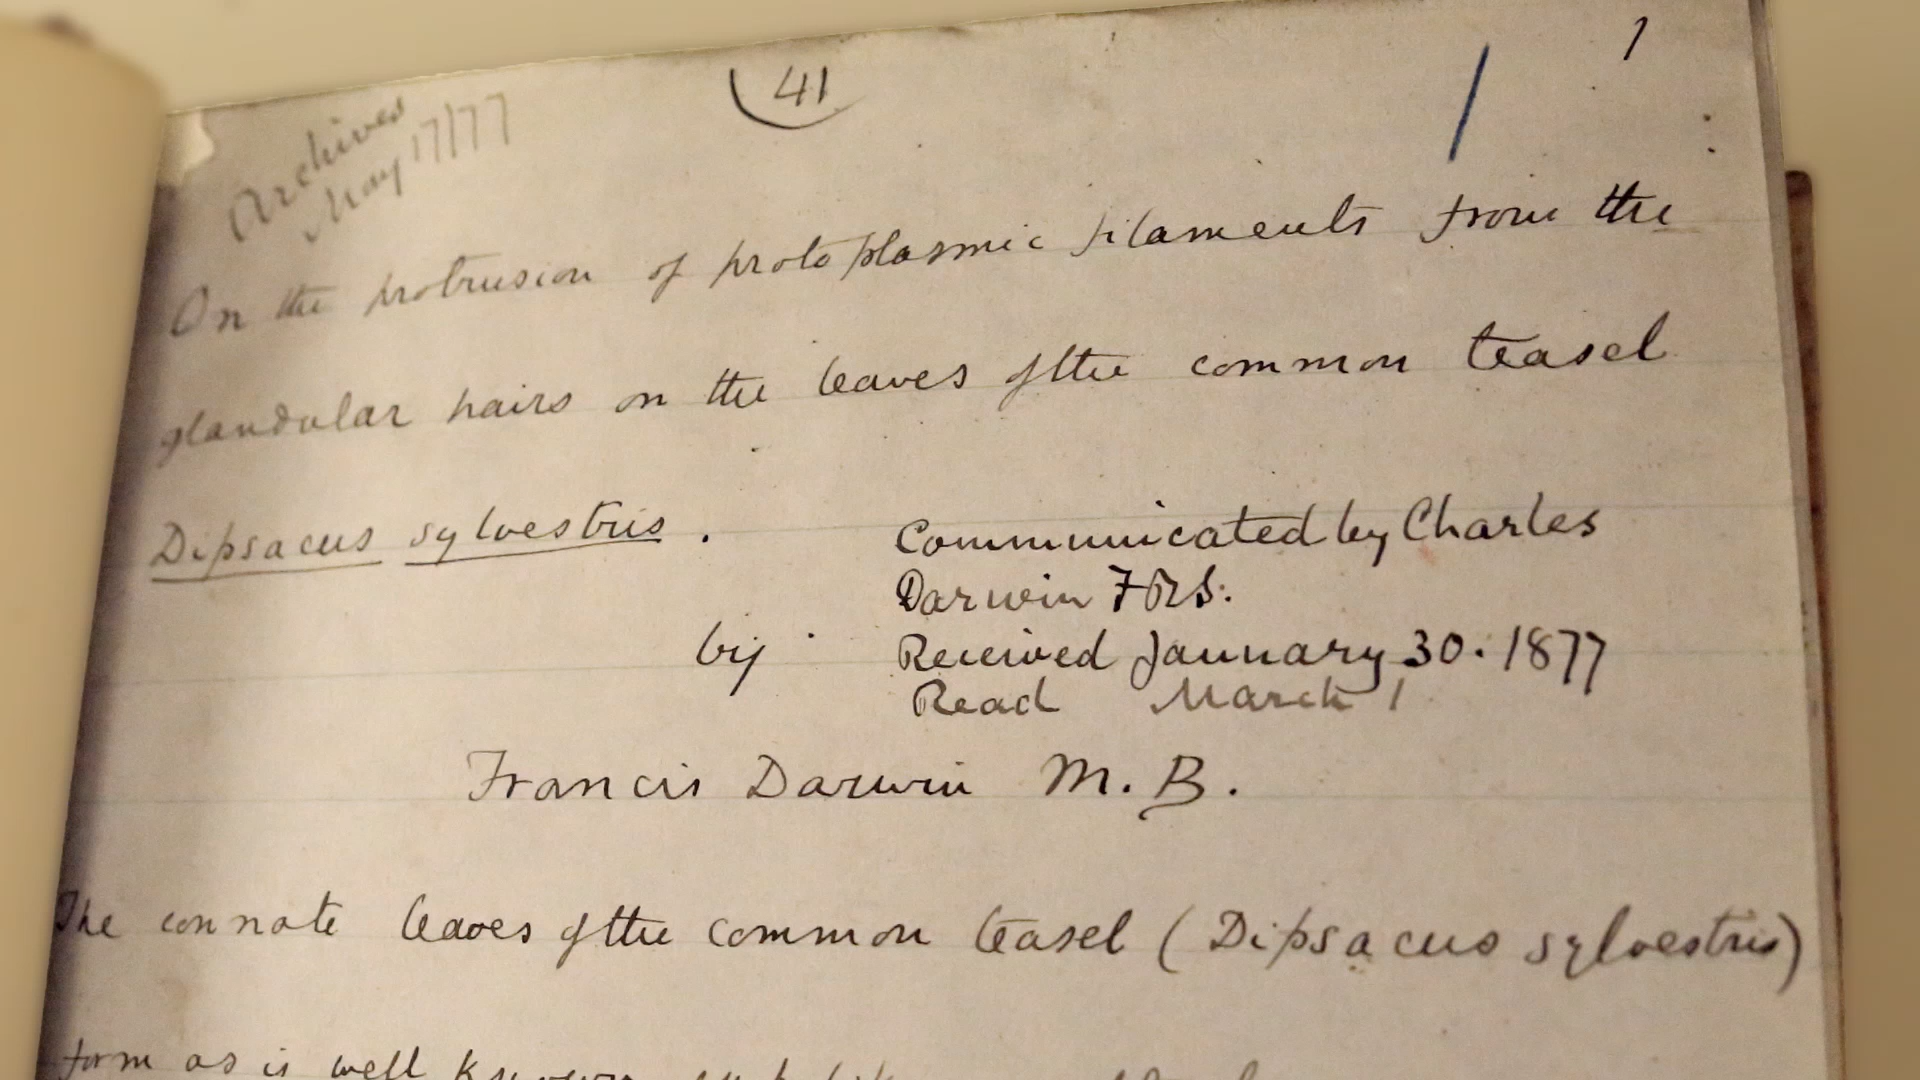 41
1
Archives
May 17/77
On the protrusion of protoplasmic filaments from the
glandular hairs on the leaves of the common teasel
Dipsacus sylvestris.
Communicated by Charles
Darwin FRS.
by
Received January 30. 1877
Read March 1
Francis Darwin M.B.
The connate leaves of the common teasel (Dipsacus sylvestris)
form as is well known